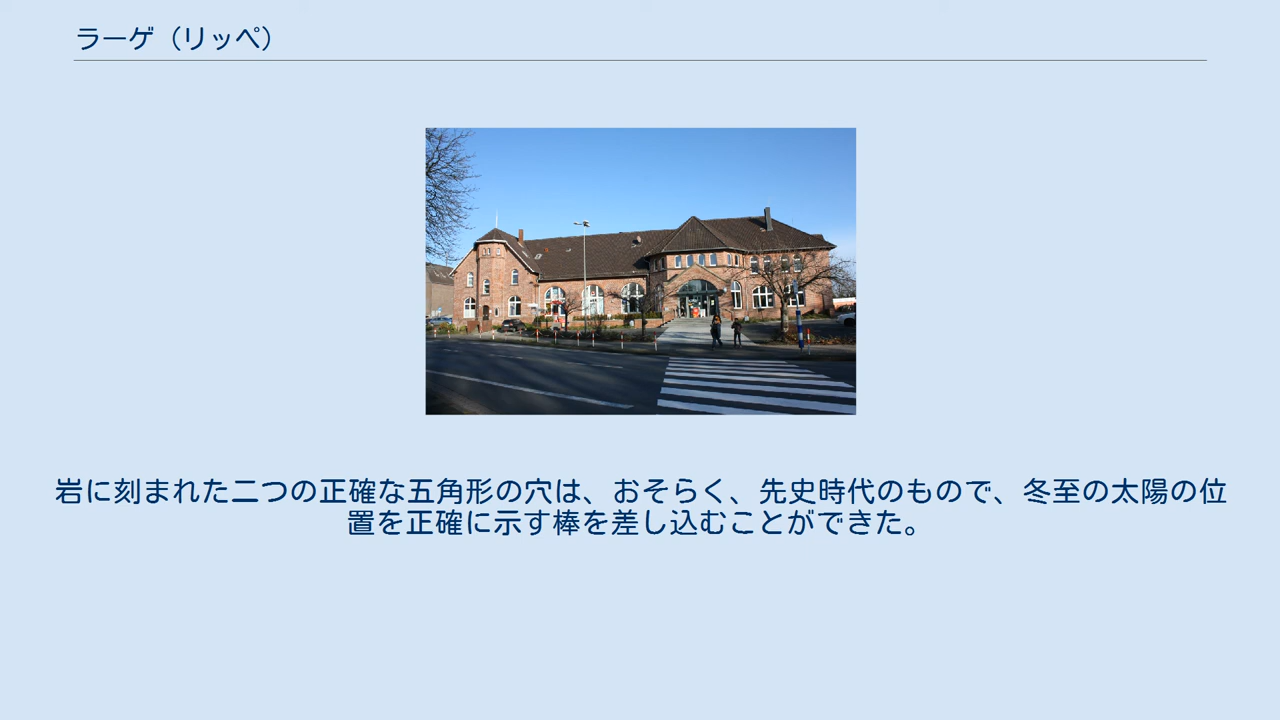 ラーゲ（リッペ）
岩に刻まれた二つの正確な五角形の穴は、おそらく、先史時代のもので、冬至の太陽の位
置を正確に示す棒を差し込むことができた。